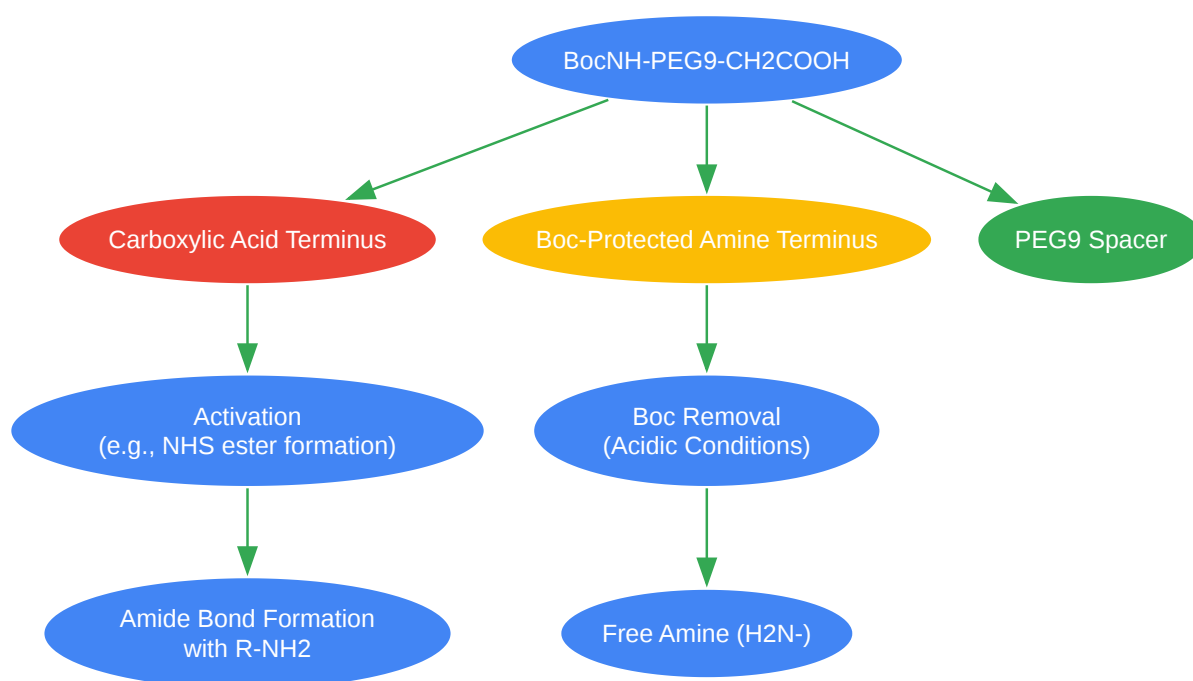 BocNH-PEG9-CH2COOH
Carboxylic Acid Terminus
Boc-Protected Amine Terminus
PEG9 Spacer
Activation
(e.g., NHS ester formation)
Boc Removal
(Acidic Conditions)
Amide Bond Formation
with R-NH2
Free Amine (H2N-)